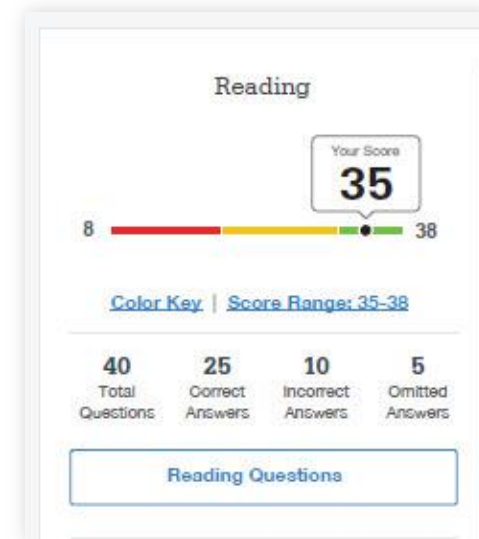 Reading
Your Score
35
8
38
Color Key | Score Range: 35-38
40 25 10 5
Total Correct Incorrect Omitted
Questions Answers Answers Answers
Reading Questions